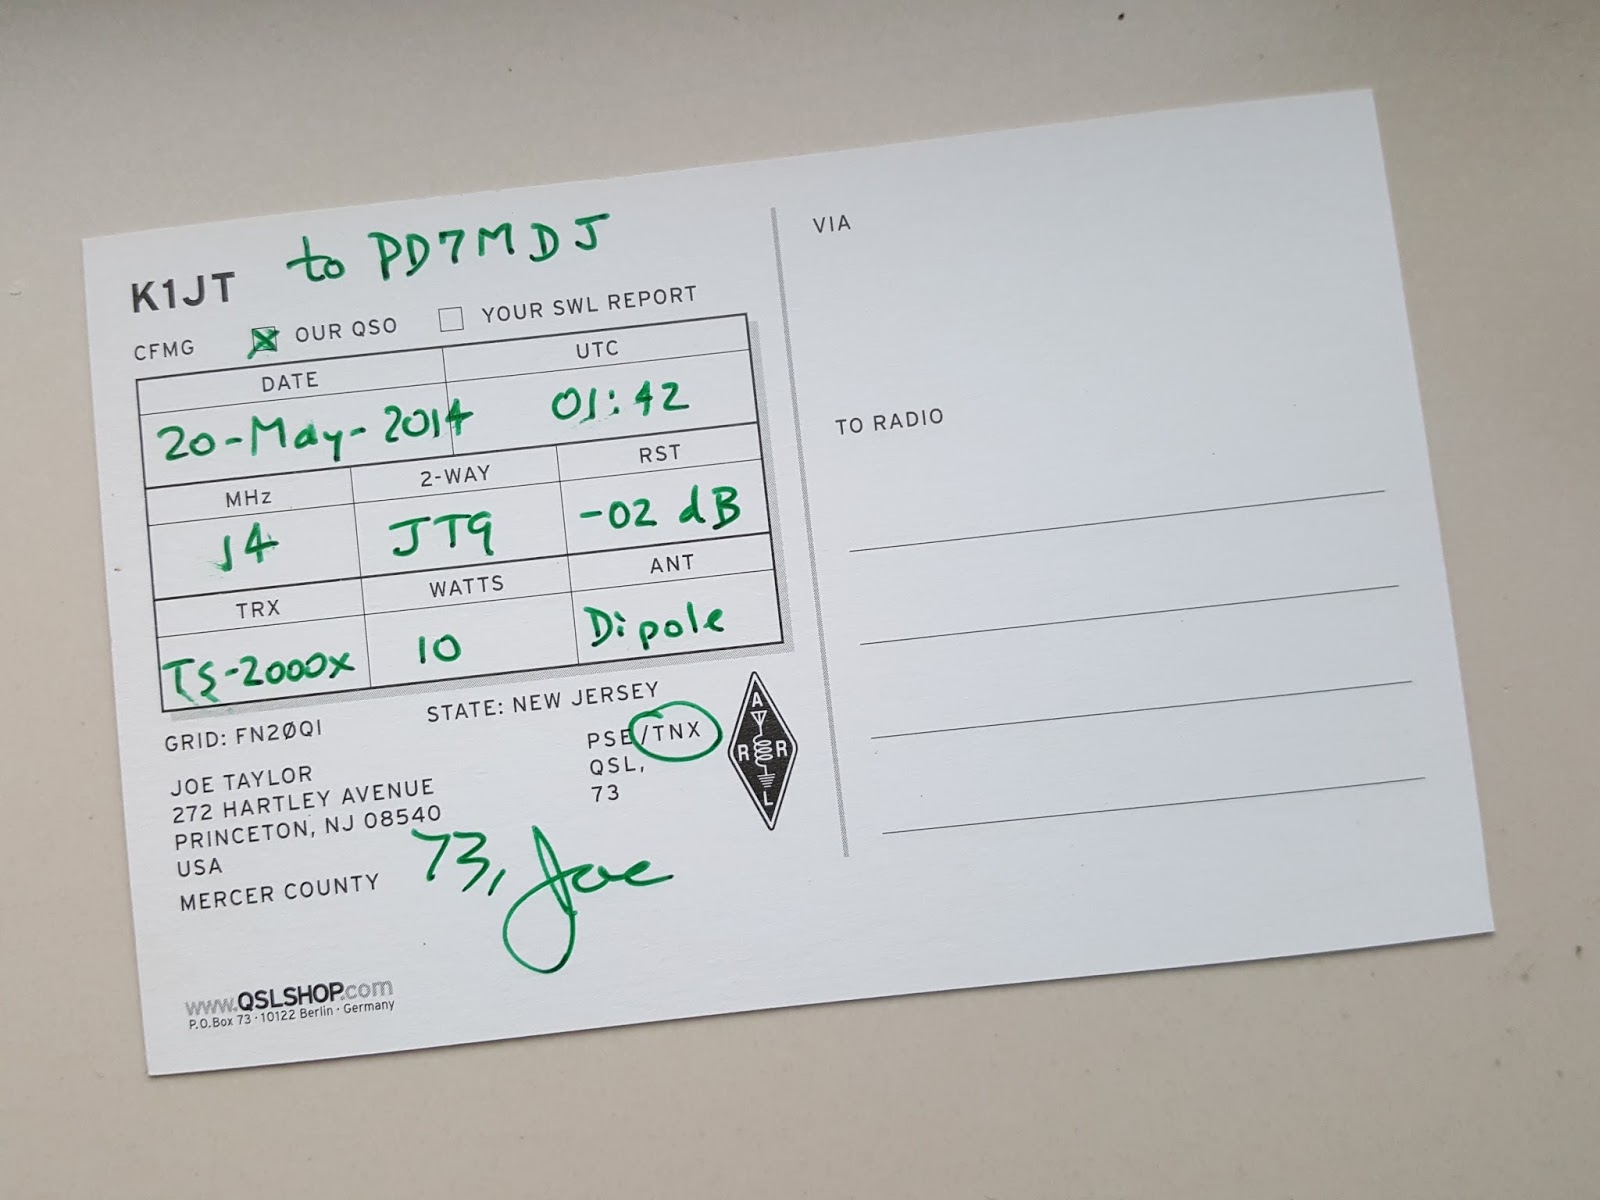 K1JT to PD7MDJ
CFMG OUR QSO YOUR SWL REPORT
DATE UTC
20-May-2014 01:42
MHz 2-WAY RST
14 JT9 -02 dB
TRX WATTS ANT
TS-2000x 10 Dipole
GRID: FN20QI STATE: NEW JERSEY
JOE TAYLOR
272 HARTLEY AVENUE
PRINCETON, NJ 08540
USA
MERCER COUNTY
PSE/TNX
QSL,
73
A
R R
L
73, Joe
www.QSLSHOP.com
P.O.Box 73 · 10122 Berlin · Germany
VIA
TO RADIO